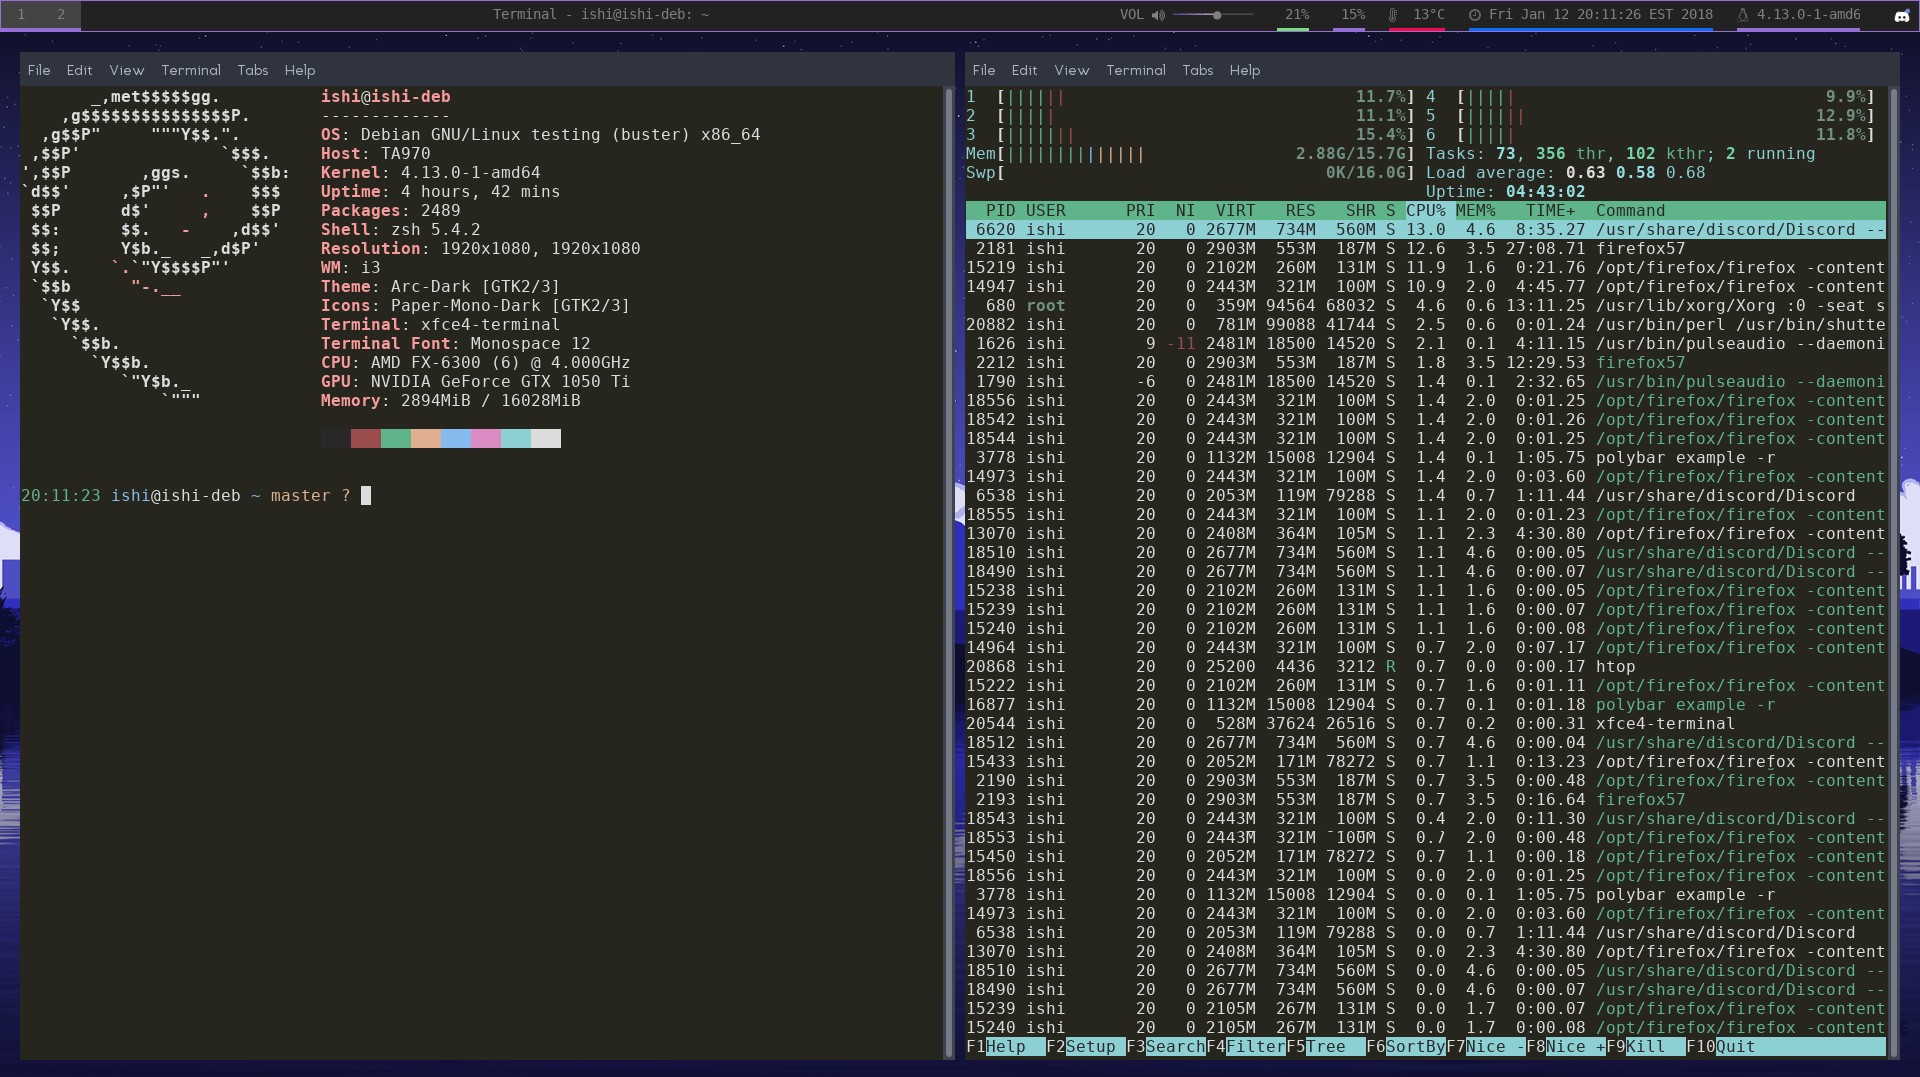 1 2 Terminal - ishi@ishi-deb: ~ VOL 21% 15% 13°C Fri Jan 12 20:11:26 EST 2018 4.13.0-1-amd6
File Edit View Terminal Tabs Help
_,met$$$$$gg. ishi@ishi-deb
,g$$$$$$$$$$$$$$$P. -------------
,g$$P" """Y$$.". OS: Debian GNU/Linux testing (buster) x86_64
,$$P' `$$$. Host: TA970
',$$P ,ggs. `$$b: Kernel: 4.13.0-1-amd64
`d$$' ,$P"' . $$$ Uptime: 4 hours, 42 mins
$$P d$' , $$P Packages: 2489
$$: $$. - ,d$$' Shell: zsh 5.4.2
$$; Y$b._ _,d$P' Resolution: 1920x1080, 1920x1080
Y$$. `.`"Y$$$$P"' WM: i3
`$$b "-.__ Theme: Arc-Dark [GTK2/3]
`Y$$ Icons: Paper-Mono-Dark [GTK2/3]
`Y$$. Terminal: xfce4-terminal
`$$b. Terminal Font: Monospace 12
`Y$$b. CPU: AMD FX-6300 (6) @ 4.000GHz
`"Y$b._ GPU: NVIDIA GeForce GTX 1050 Ti
`""" Memory: 2894MiB / 16028MiB
20:11:23 ishi@ishi-deb ~ master ?
File Edit View Terminal Tabs Help
1 [|||||| 11.7%] 4 [||||| 9.9%]
2 [||||| 11.1%] 5 [|||||| 12.9%]
3 [||||||| 15.4%] 6 [||||| 11.8%]
Mem[|||||||||||||| 2.88G/15.7G] Tasks: 73, 356 thr, 102 kthr; 2 running
Swp[ 0K/16.0G] Load average: 0.63 0.58 0.68
Uptime: 04:43:02
PID USER PRI NI VIRT RES SHR S CPU% MEM% TIME+ Command
6620 ishi 20 0 2677M 734M 560M S 13.0 4.6 8:35.27 /usr/share/discord/Discord --
2181 ishi 20 0 2903M 553M 187M S 12.6 3.5 27:08.71 firefox57
15219 ishi 20 0 2102M 260M 131M S 11.9 1.6 0:21.76 /opt/firefox/firefox -content
14947 ishi 20 0 2443M 321M 100M S 10.9 2.0 4:45.77 /opt/firefox/firefox -content
680 root 20 0 359M 94564 68032 S 4.6 0.6 13:11.25 /usr/lib/xorg/Xorg :0 -seat s
20882 ishi 20 0 781M 99088 41744 S 2.5 0.6 0:01.24 /usr/bin/perl /usr/bin/shutte
1626 ishi 9 -11 2481M 18500 14520 S 2.1 0.1 4:11.15 /usr/bin/pulseaudio --daemoni
2212 ishi 20 0 2903M 553M 187M S 1.8 3.5 12:29.53 firefox57
1790 ishi -6 0 2481M 18500 14520 S 1.4 0.1 2:32.65 /usr/bin/pulseaudio --daemoni
18556 ishi 20 0 2443M 321M 100M S 1.4 2.0 0:01.25 /opt/firefox/firefox -content
18542 ishi 20 0 2443M 321M 100M S 1.4 2.0 0:01.26 /opt/firefox/firefox -content
18544 ishi 20 0 2443M 321M 100M S 1.4 2.0 0:01.25 /opt/firefox/firefox -content
3778 ishi 20 0 1132M 15008 12904 S 1.4 0.1 1:05.75 polybar example -r
14973 ishi 20 0 2443M 321M 100M S 1.4 2.0 0:03.60 /opt/firefox/firefox -content
6538 ishi 20 0 2053M 119M 79288 S 1.4 0.7 1:11.44 /usr/share/discord/Discord
18555 ishi 20 0 2443M 321M 100M S 1.1 2.0 0:01.23 /opt/firefox/firefox -content
13070 ishi 20 0 2408M 364M 105M S 1.1 2.3 4:30.80 /opt/firefox/firefox -content
18510 ishi 20 0 2677M 734M 560M S 1.1 4.6 0:00.05 /usr/share/discord/Discord --
18490 ishi 20 0 2677M 734M 560M S 1.1 4.6 0:00.07 /usr/share/discord/Discord --
15238 ishi 20 0 2102M 260M 131M S 1.1 1.6 0:00.05 /opt/firefox/firefox -content
15239 ishi 20 0 2102M 260M 131M S 1.1 1.6 0:00.07 /opt/firefox/firefox -content
15240 ishi 20 0 2102M 260M 131M S 1.1 1.6 0:00.08 /opt/firefox/firefox -content
14964 ishi 20 0 2443M 321M 100M S 0.7 2.0 0:07.17 /opt/firefox/firefox -content
20868 ishi 20 0 25200 4436 3212 R 0.7 0.0 0:00.17 htop
15222 ishi 20 0 2102M 260M 131M S 0.7 1.6 0:01.11 /opt/firefox/firefox -content
16877 ishi 20 0 1132M 15008 12904 S 0.7 0.1 0:01.18 polybar example -r
20544 ishi 20 0 528M 37624 26516 S 0.7 0.2 0:00.31 xfce4-terminal
18512 ishi 20 0 2677M 734M 560M S 0.7 4.6 0:00.04 /usr/share/discord/Discord --
15433 ishi 20 0 2052M 171M 78272 S 0.7 1.1 0:13.23 /opt/firefox/firefox -content
2190 ishi 20 0 2903M 553M 187M S 0.7 3.5 0:00.48 /opt/firefox/firefox -content
2193 ishi 20 0 2903M 553M 187M S 0.7 3.5 0:16.64 firefox57
18543 ishi 20 0 2443M 321M 100M S 0.4 2.0 0:11.30 /usr/share/discord/Discord --
18553 ishi 20 0 2443M 321M 100M S 0.7 2.0 0:00.48 /opt/firefox/firefox -content
15450 ishi 20 0 2052M 171M 78272 S 0.7 1.1 0:00.18 /opt/firefox/firefox -content
18556 ishi 20 0 2443M 321M 100M S 0.0 2.0 0:01.25 /opt/firefox/firefox -content
3778 ishi 20 0 1132M 15008 12904 S 0.0 0.1 1:05.75 polybar example -r
14973 ishi 20 0 2443M 321M 100M S 0.0 2.0 0:03.60 /opt/firefox/firefox -content
6538 ishi 20 0 2053M 119M 79288 S 0.0 0.7 1:11.44 /usr/share/discord/Discord
13070 ishi 20 0 2408M 364M 105M S 0.0 2.3 4:30.80 /opt/firefox/firefox -content
18510 ishi 20 0 2677M 734M 560M S 0.0 4.6 0:00.05 /usr/share/discord/Discord --
18490 ishi 20 0 2677M 734M 560M S 0.0 4.6 0:00.07 /usr/share/discord/Discord --
15239 ishi 20 0 2105M 267M 131M S 0.0 1.7 0:00.07 /opt/firefox/firefox -content
15240 ishi 20 0 2105M 267M 131M S 0.0 1.7 0:00.08 /opt/firefox/firefox -content
F1Help F2Setup F3SearchF4FilterF5Tree F6SortByF7Nice -F8Nice +F9Kill F10Quit